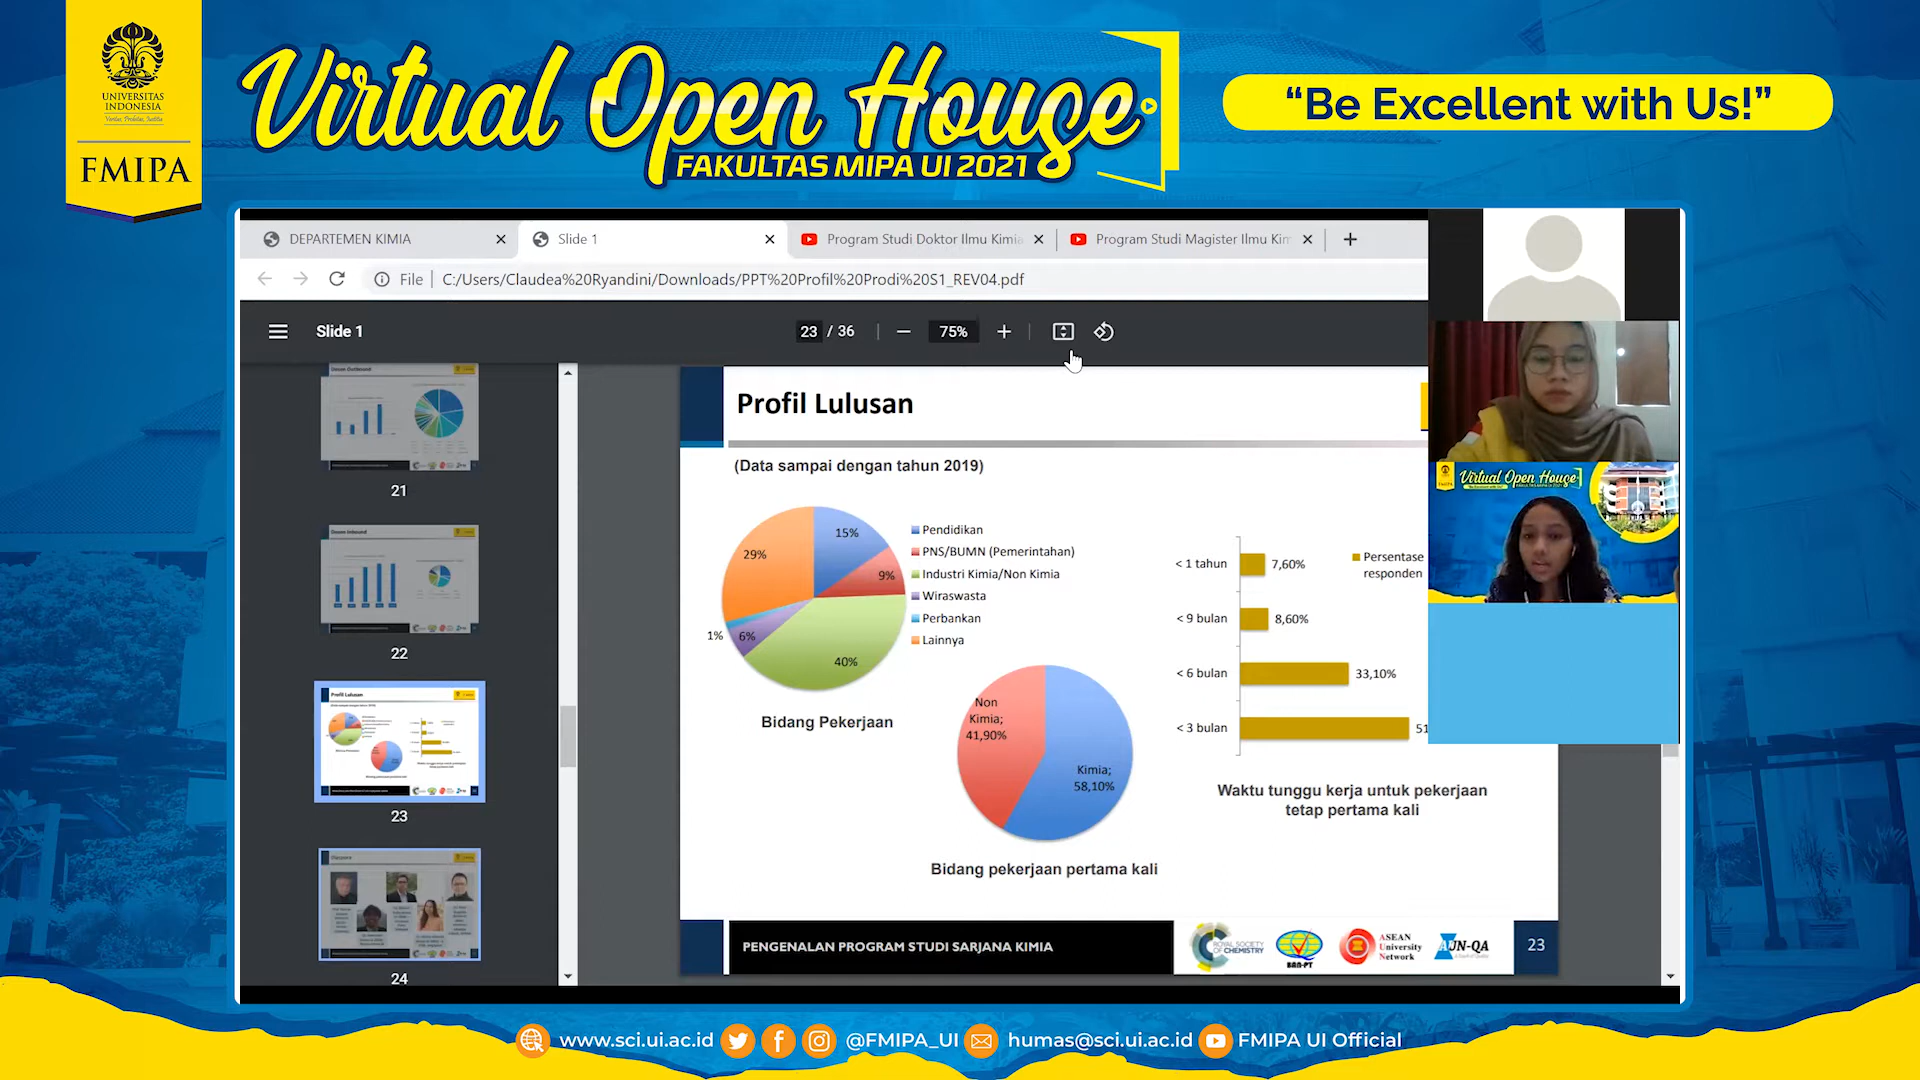 UNIVERSITAS
INDONESIA
Veritas, Probitas, Iustitia
FMIPA
Virtual Open House
FAKULTAS MIPA UI 2021
“Be Excellent with Us!”
DEPARTEMEN KIMIA
Slide 1
Program Studi Doktor Ilmu Kimia
Program Studi Magister Ilmu Kim
File
C:/Users/Claudea%20Ryandini/Downloads/PPT%20Profil%20Prodi%20S1_REV04.pdf
Slide 1
23 / 36
75%
21
22
Profil Lulusan
23
24
Profil Lulusan
(Data sampai dengan tahun 2019)
15%
9%
40%
6%
1%
29%
Pendidikan
PNS/BUMN (Pemerintahan)
Industri Kimia/Non Kimia
Wiraswasta
Perbankan
Lainnya
Bidang Pekerjaan
Non
Kimia;
41,90%
Kimia;
58,10%
Bidang pekerjaan pertama kali
< 1 tahun
7,60%
< 9 bulan
8,60%
< 6 bulan
33,10%
< 3 bulan
51
Persentase
responden
Waktu tunggu kerja untuk pekerjaan
tetap pertama kali
Virtual Open House
PENGENALAN PROGRAM STUDI SARJANA KIMIA
ROYAL SOCIETY
OF CHEMISTRY
BAN-PT
ASEAN
University
Network
AUN-QA
23
www.sci.ui.ac.id
@FMIPA_UI
humas@sci.ui.ac.id
FMIPA UI Official